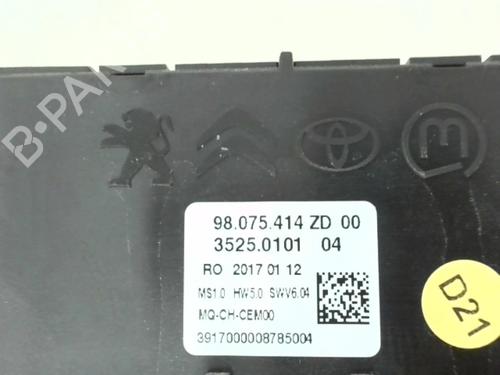 B-PARTS
98.075.414 ZD 00
3525.0101 04
RO 2017 01 12
MS1.0 HW5.0 SWV6.04
MQ-CH-CEM00
3917000008785004
D21